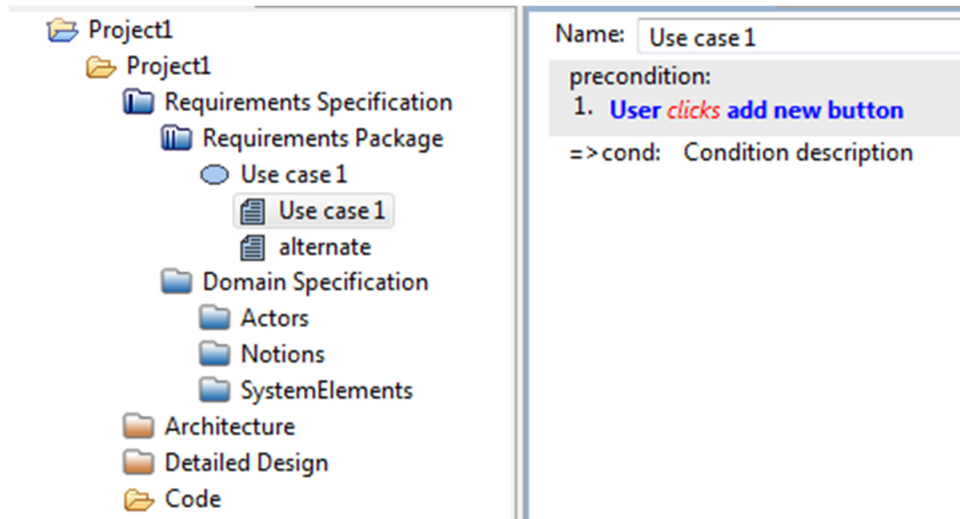 Project1
Project1
Requirements Specification
Requirements Package
Use case 1
Use case 1
alternate
Domain Specification
Actors
Notions
SystemElements
Architecture
Detailed Design
Code
Name: Use case 1
precondition:
1. User clicks add new button
=>cond: Condition description